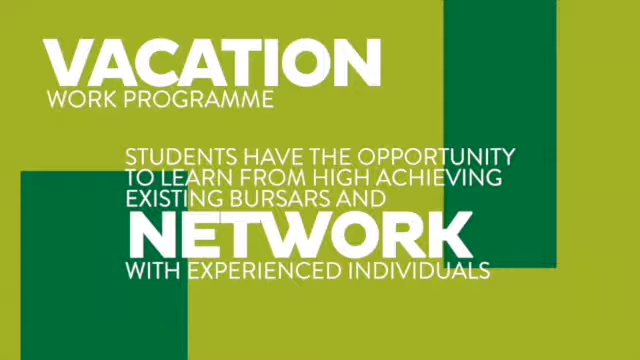 VACATION
WORK PROGRAMME
STUDENTS HAVE THE OPPORTUNITY
TO LEARN FROM HIGH ACHIEVING
EXISTING BURSARS AND
NETWORK
WITH EXPERIENCED INDIVIDUALS